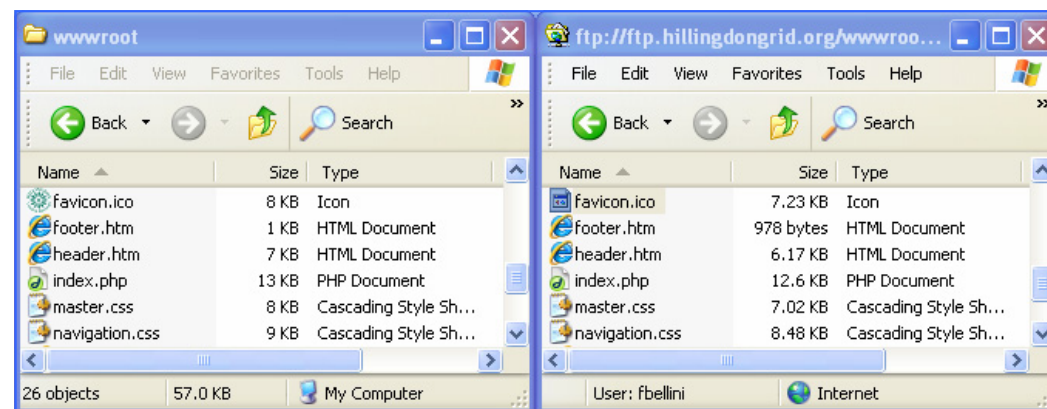 wwwroot
File Edit View Favorites Tools Help
Back Search
Name Size Type
favicon.ico 8 KB Icon
footer.htm 1 KB HTML Document
header.htm 7 KB HTML Document
index.php 13 KB PHP Document
master.css 8 KB Cascading Style Sh...
navigation.css 9 KB Cascading Style Sh...
26 objects 57.0 KB My Computer
ftp://ftp.hillingdongrid.org/wwwroo...
File Edit View Favorites Tools Help
Back Search
Name Size Type
favicon.ico 7.23 KB Icon
footer.htm 978 bytes HTML Document
header.htm 6.17 KB HTML Document
index.php 12.6 KB PHP Document
master.css 7.02 KB Cascading Style Sh...
navigation.css 8.48 KB Cascading Style Sh...
User: fbellini Internet